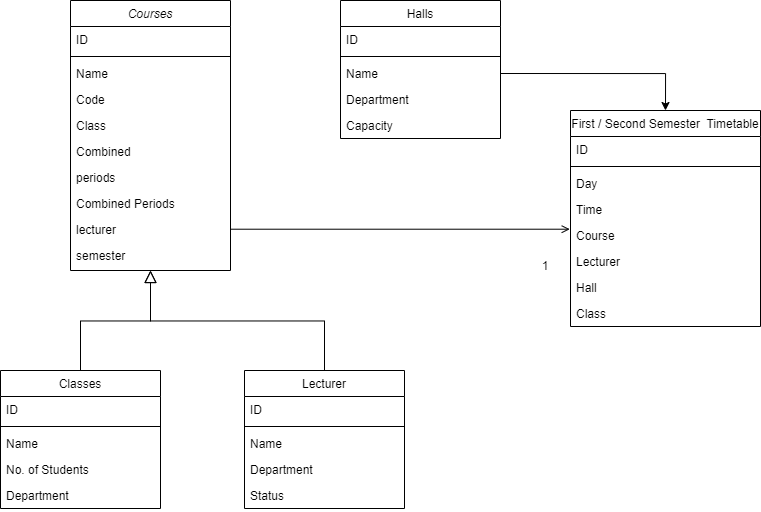 Courses
ID
Name
Code
Class
Combined
periods
Combined Periods
lecturer
semester
Halls
ID
Name
Department
Capacity
First / Second Semester  Timetable
ID
Day
Time
Course
Lecturer
Hall
Class
1
Classes
ID
Name
No. of Students
Department
Lecturer
ID
Name
Department
Status